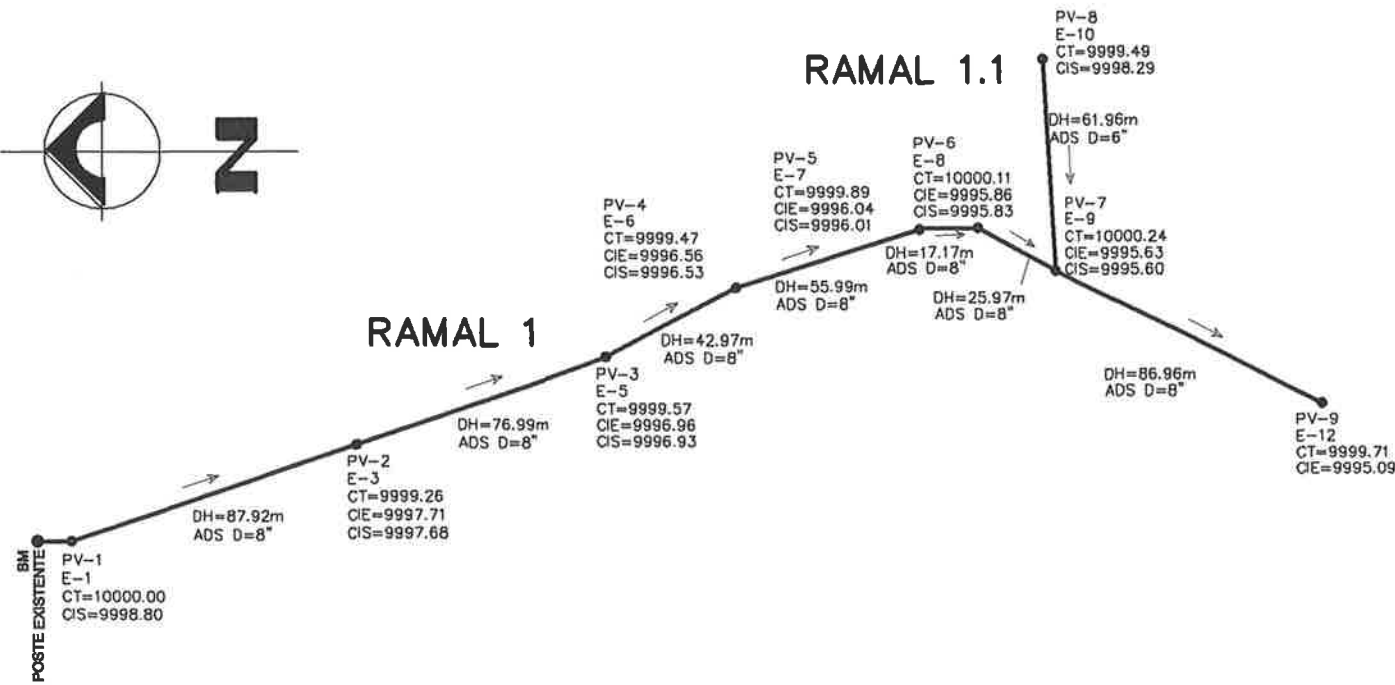 PV-8
E-10
CT=9999.49
CIS=9998.29
RAMAL 1.1
DH=61.96m
ADS D=6"
N
PV-6
E-8
CT=10000.11
CIE=9995.86
CIS=9995.83
PV-5
E-7
CT=9999.89
CIE=9996.04
CIS=9996.01
PV-4
E-6
CT=9999.47
CIE=9996.56
CIS=9996.53
PV-7
E-9
CT=10000.24
CIE=9995.63
CIS=9995.60
DH=17.17m
ADS D=8"
DH=55.99m
ADS D=8"
DH=25.97m
ADS D=8"
RAMAL 1
DH=42.97m
ADS D=8"
DH=86.96m
ADS D=8"
PV-3
E-5
CT=9999.57
CIE=9996.96
CIS=9996.93
DH=76.99m
ADS D=8"
PV-9
E-12
CT=9999.71
CIE=9995.09
PV-2
E-3
CT=9999.26
CIE=9997.71
CIS=9997.68
DH=87.92m
ADS D=8"
BM
POSTE EXISTENTE
PV-1
E-1
CT=10000.00
CIS=9998.80